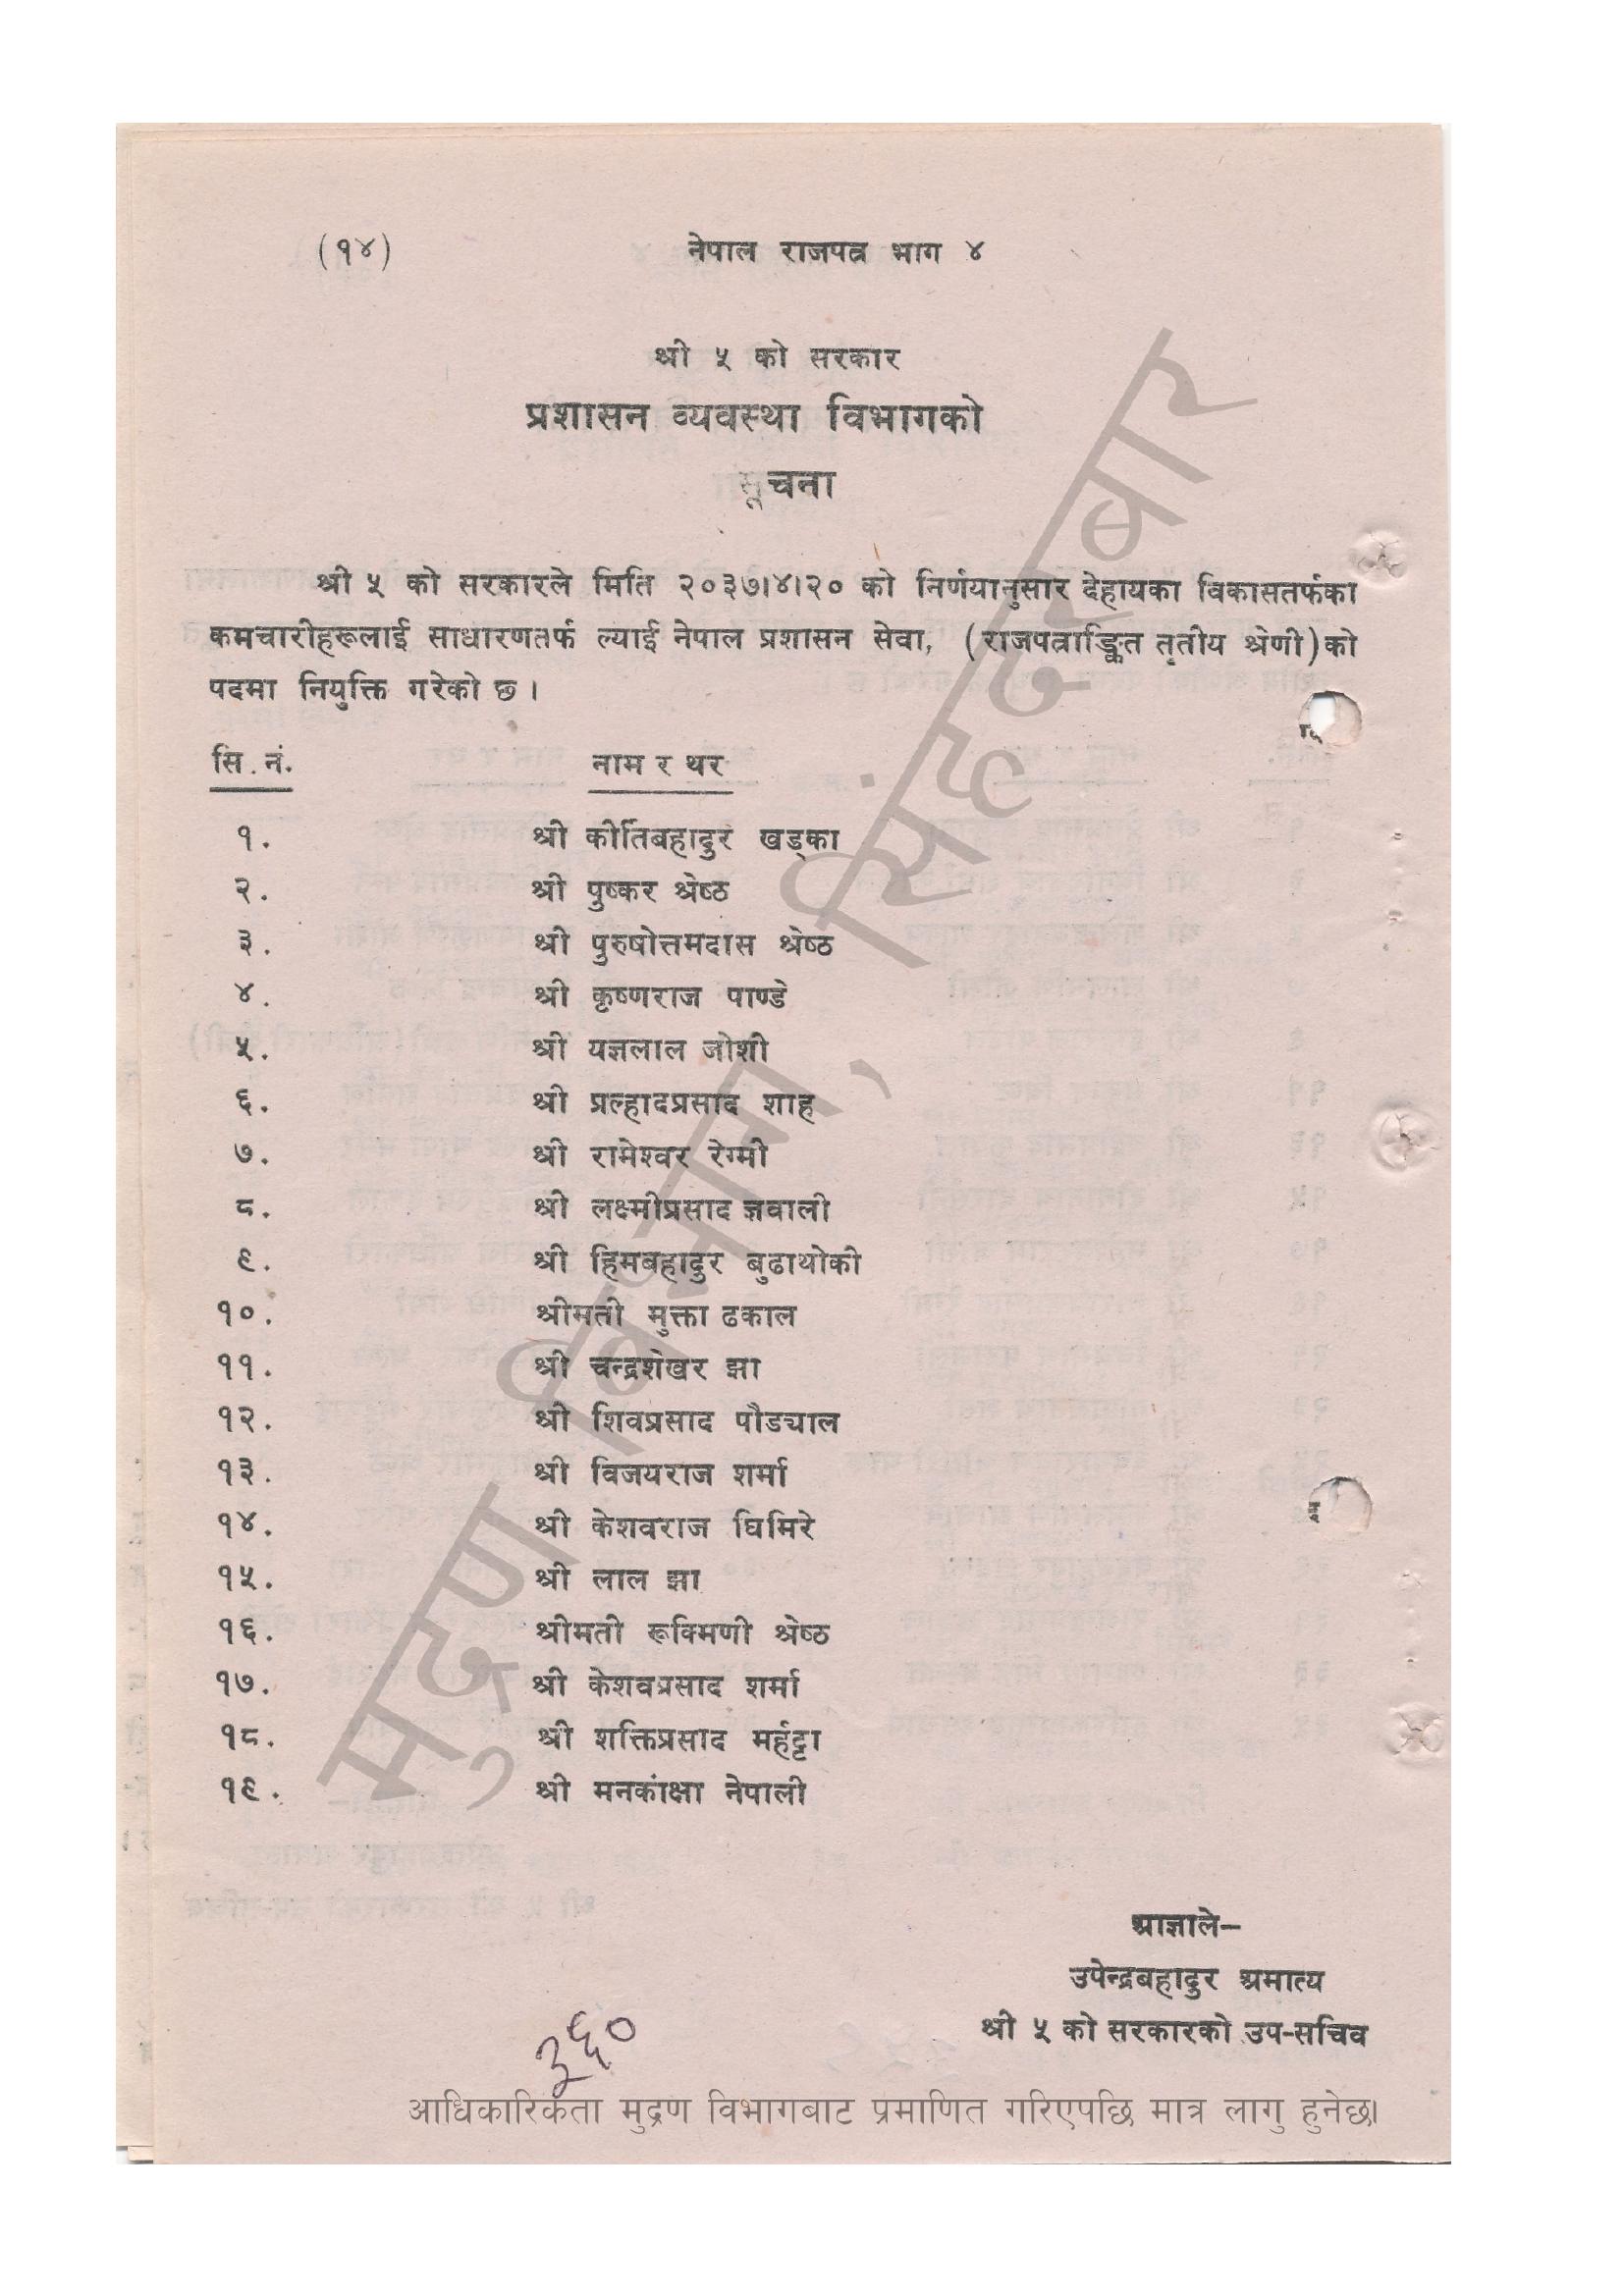 (१४) नेपाल राजपत्र भाग ४
श्री ५ को सरकार
प्रशासन व्यवस्था विभागको
सूचना
श्री ५ को सरकारले मिति २०३७।४।२० को निर्णयानुसार देहायका विकासतर्फका
कमचारीहरूलाई साधारणतर्फ ल्याई नेपाल प्रशासन सेवा, (राजपत्राङ्कित तृतीय श्रेणी) को
पदमा नियुक्ति गरेको छ ।
सि. नं. नाम र थर
१. श्री कीर्तिबहादुर खड्का
२. श्री पुष्कर श्रेष्ठ
३. श्री पुरुषोत्तमदास श्रेष्ठ
४. श्री कृष्णराज पाण्डे
५. श्री यज्ञलाल जोशी
६. श्री प्रल्हादप्रसाद शाह
७. श्री रामेश्वर रेग्मी
८. श्री लक्ष्मीप्रसाद ज्ञवाली
९. श्री हिमबहादुर बुढाथोकी
१०. श्रीमती मुक्ता ढकाल
११. श्री चन्द्रशेखर झा
१२. श्री शिवप्रसाद पौड्याल
१३. श्री विजयराज शर्मा
१४. श्री केशवराज घिमिरे
१५. श्री लाल झा
१६. श्रीमती रूक्मिणी श्रेष्ठ
१७. श्री केशवप्रसाद शर्मा
१८. श्री शक्तिप्रसाद मर्हट्टा
१९. श्री मनकांक्षा नेपाली
आज्ञाले–
उपेन्द्रबहादुर अमात्य
श्री ५ को सरकारको उप-सचिव
३६०
आधिकारिकता मुद्रण विभागबाट प्रमाणित गरिएपछि मात्र लागु हुनेछ।
मुद्रण विभाग, सिंहदरबार